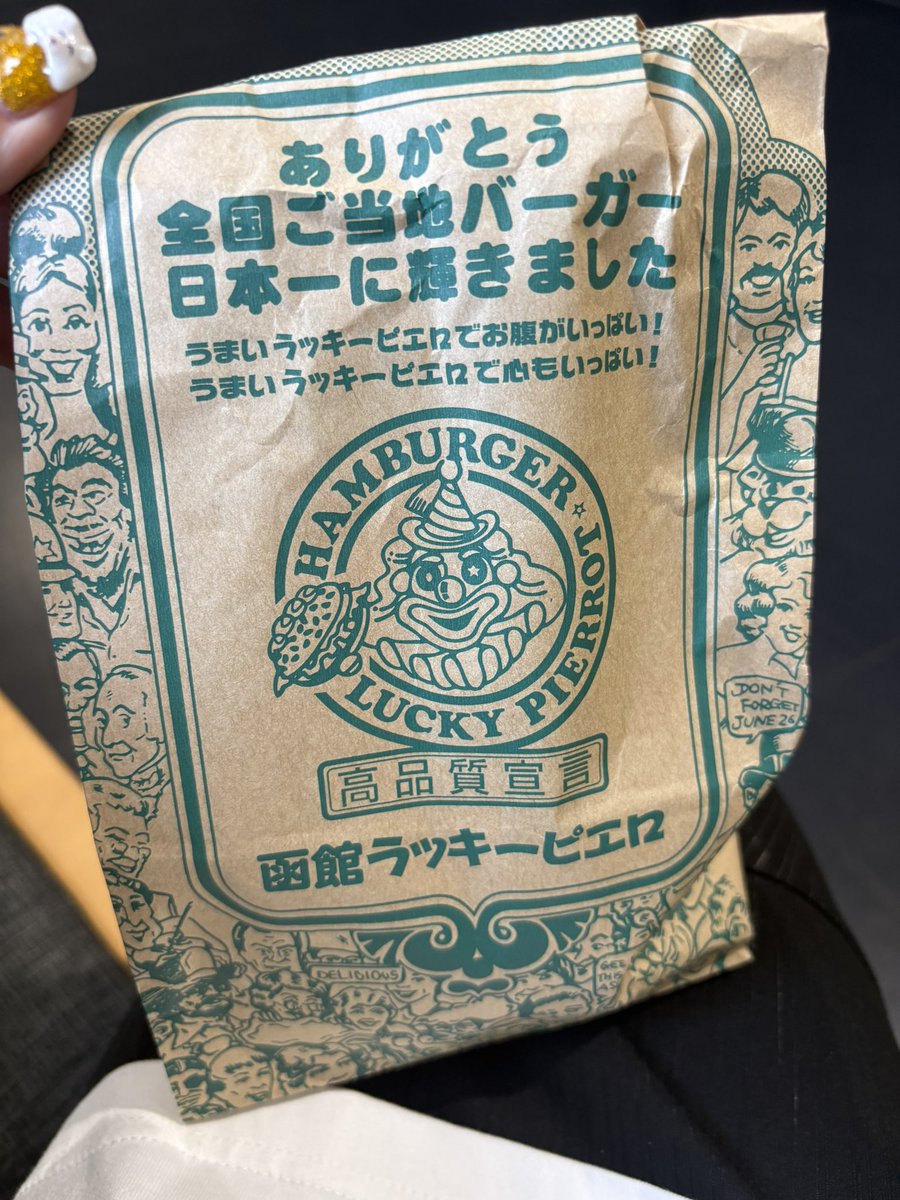 ありがとう
全国ご当地バーガー
日本一に輝きました
うまいラッキーピエロでお腹がいっぱい!
うまいラッキーピエロで心もいっぱい!
HAMBURGER ☆
LUCKY PIERROT
高品質宣言
函館ラッキーピエロ
DON'T
FORGET
JUNE 26
DELICIOUS